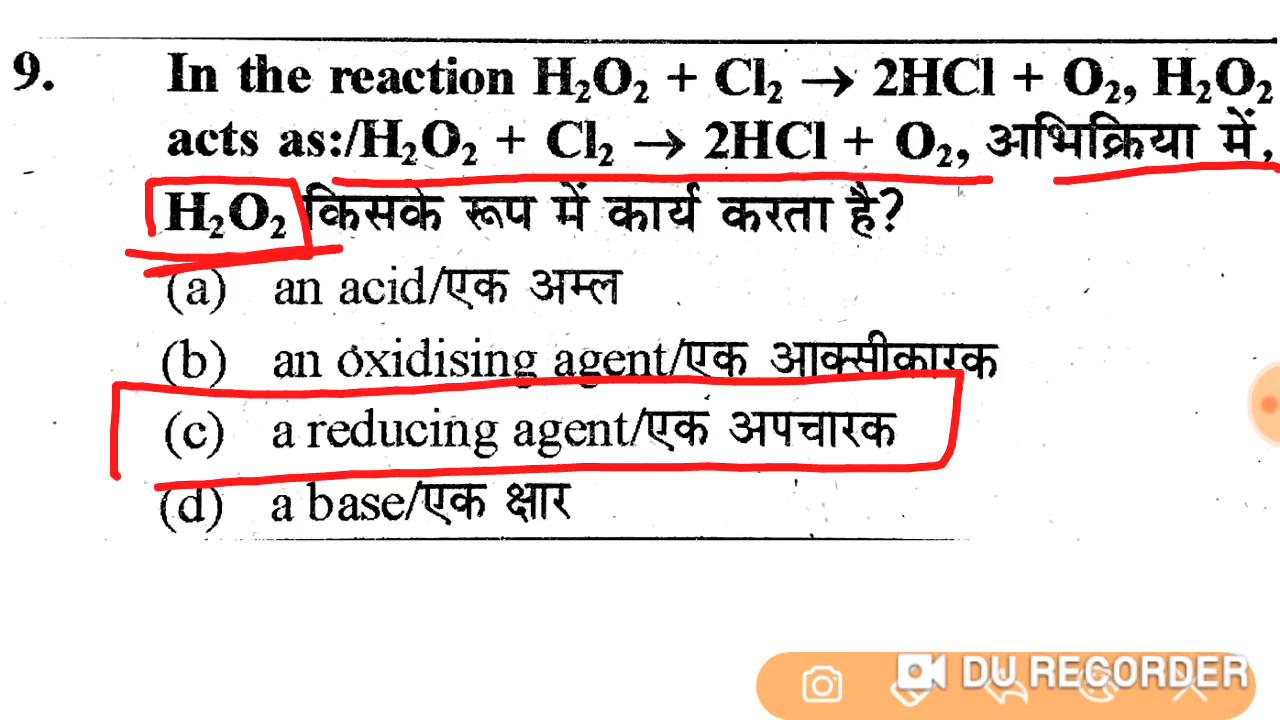 9. In the reaction H₂O₂ + Cl₂ → 2HCl + O₂, H₂O₂
acts as:/H₂O₂ + Cl₂ → 2HCl + O₂, अभिक्रिया में,
H₂O₂ किसके रूप में कार्य करता है?
(a) an acid/एक अम्ल
(b) an oxidising agent/एक आक्सीकारक
(c) a reducing agent/एक अपचारक
(d) a base/एक क्षार
DU RECORDER